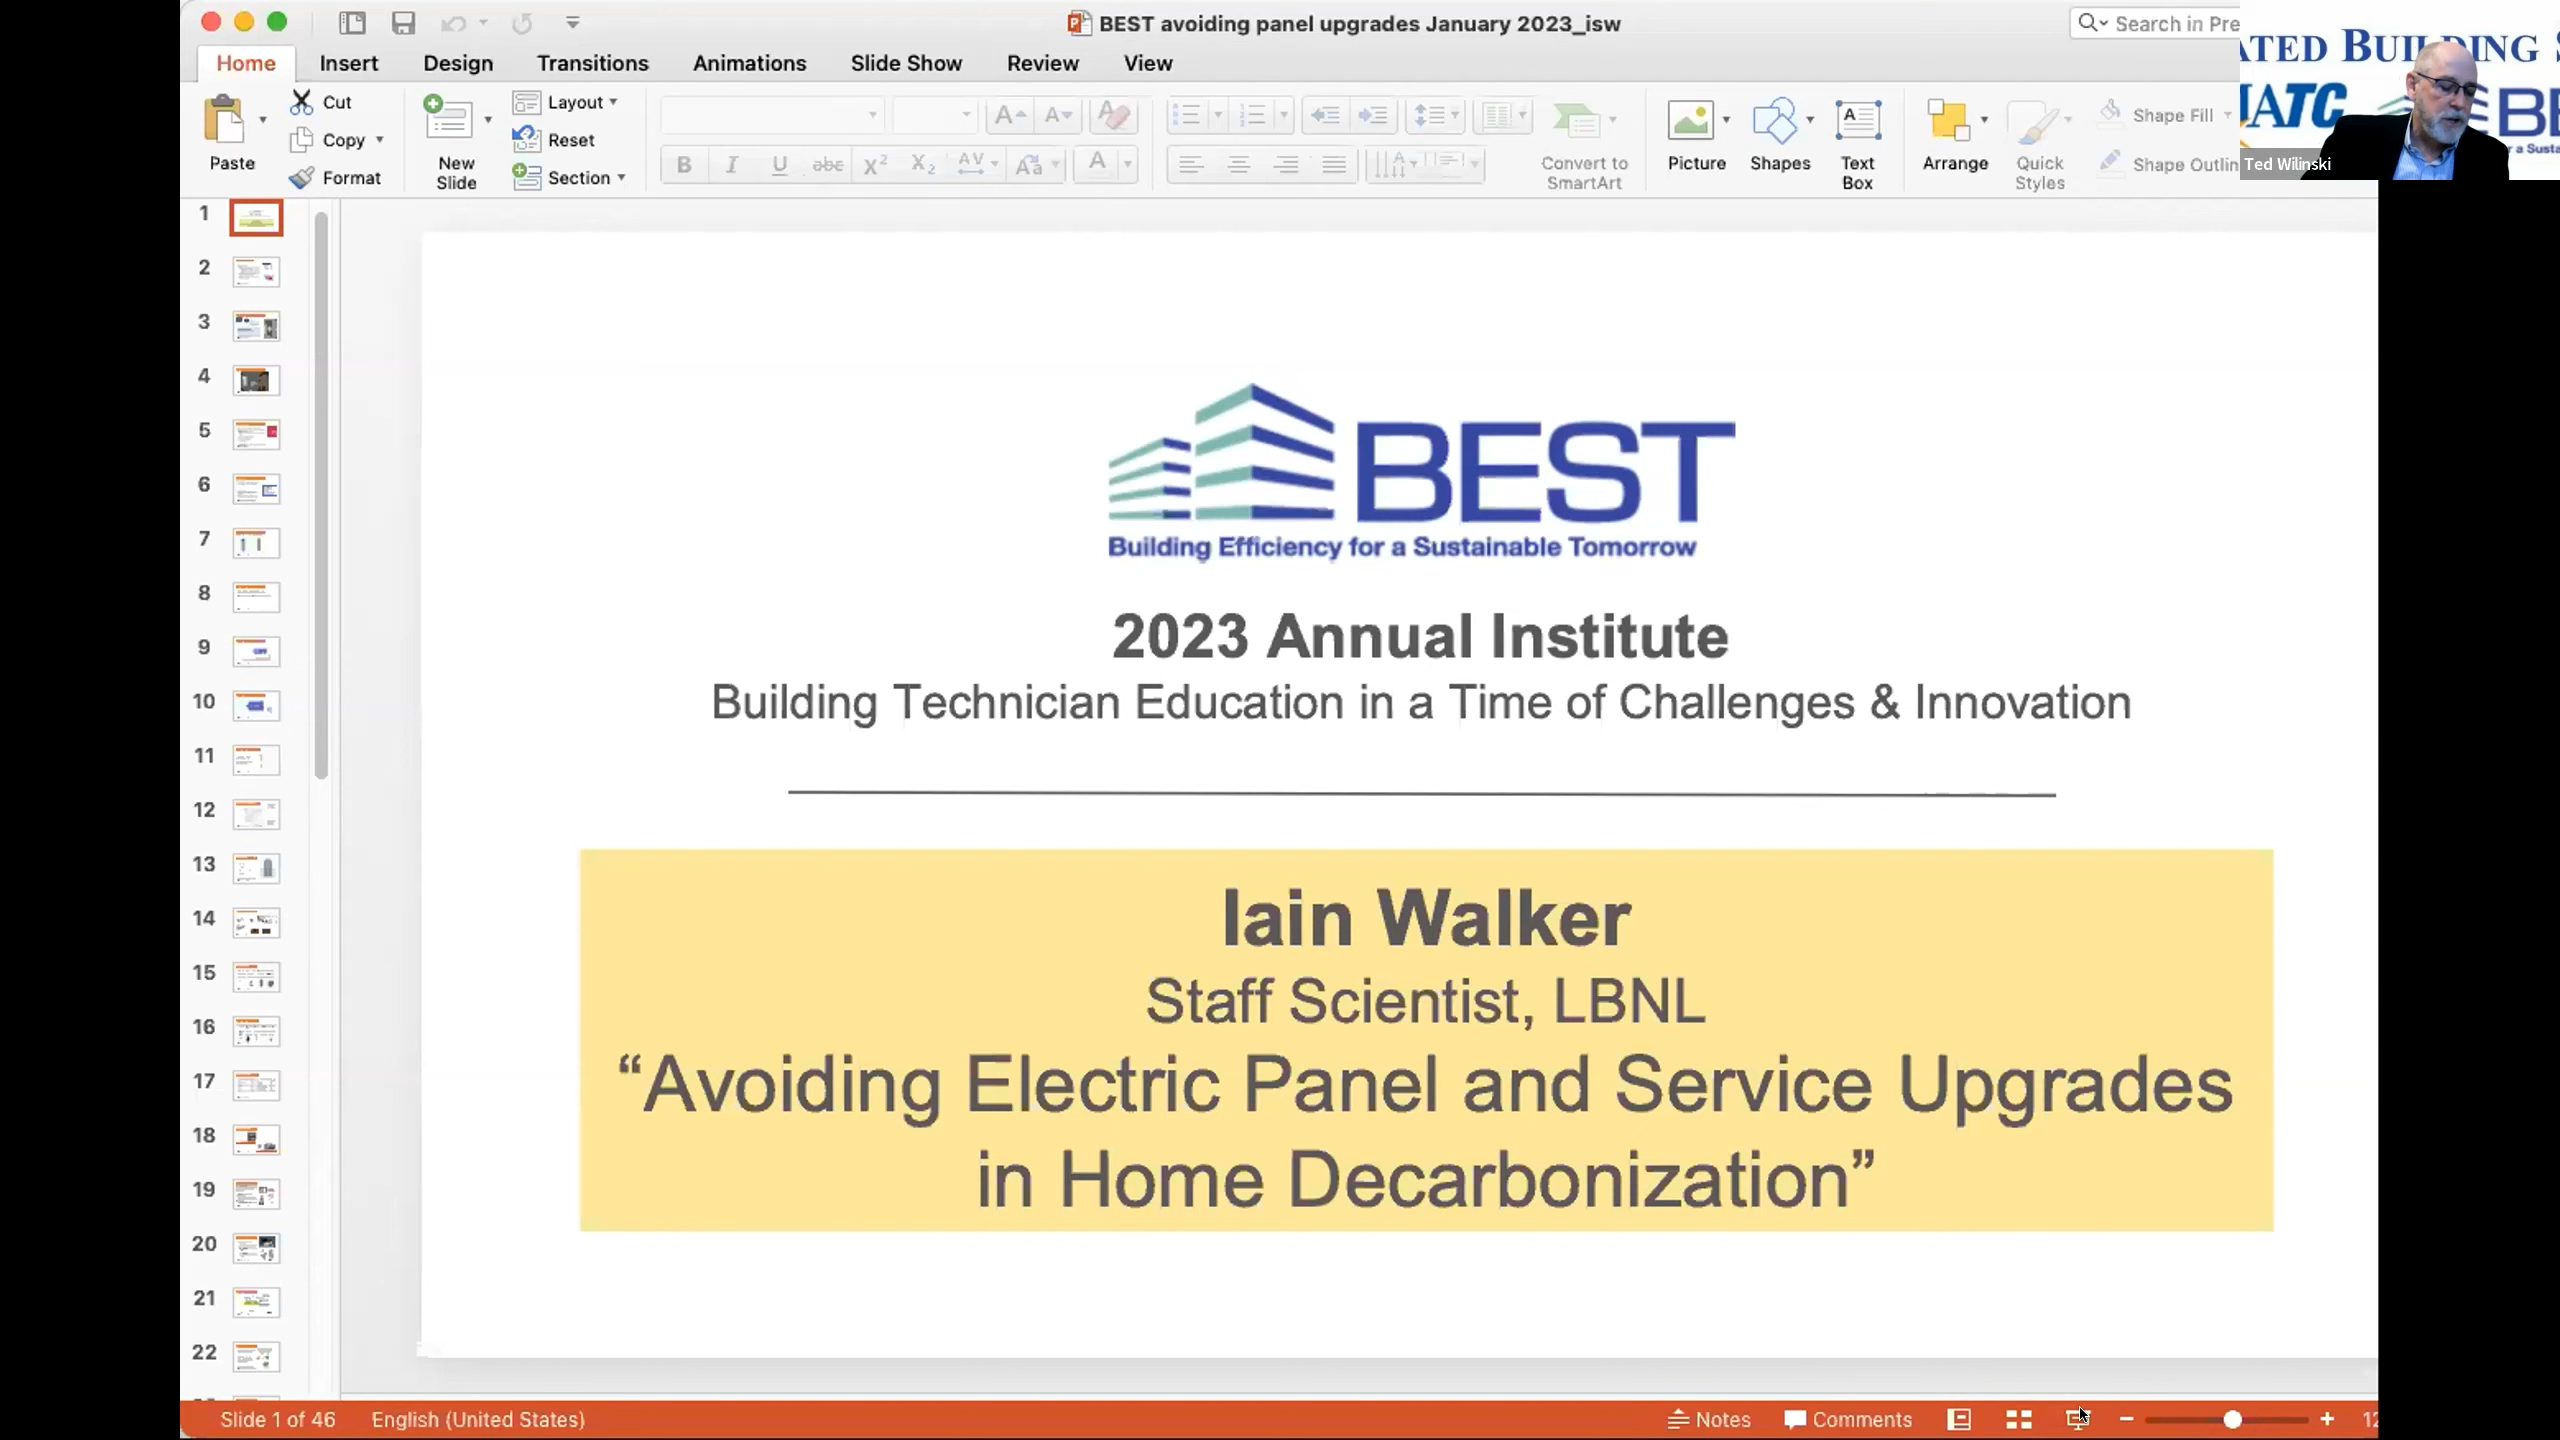 BEST avoiding panel upgrades January 2023_isw
Search in Pre
Home Insert Design Transitions Animations Slide Show Review View
Paste
Cut
Copy
Format
New
Slide
Layout
Reset
Section
Convert to
SmartArt
Picture
Shapes
Text
Box
Arrange
Quick
Styles
Shape Fill
Shape Outlin
ATED BUILDING S
ATC
BE
r a Susta
Ted Wilinski
1
2
3
4
5
6
7
8
9
10
11
12
13
14
15
16
17
18
19
20
21
22
BEST
Building Efficiency for a Sustainable Tomorrow
2023 Annual Institute
Building Technician Education in a Time of Challenges & Innovation
Iain Walker
Staff Scientist, LBNL
“Avoiding Electric Panel and Service Upgrades
in Home Decarbonization”
Slide 1 of 46 English (United States) Notes Comments 12